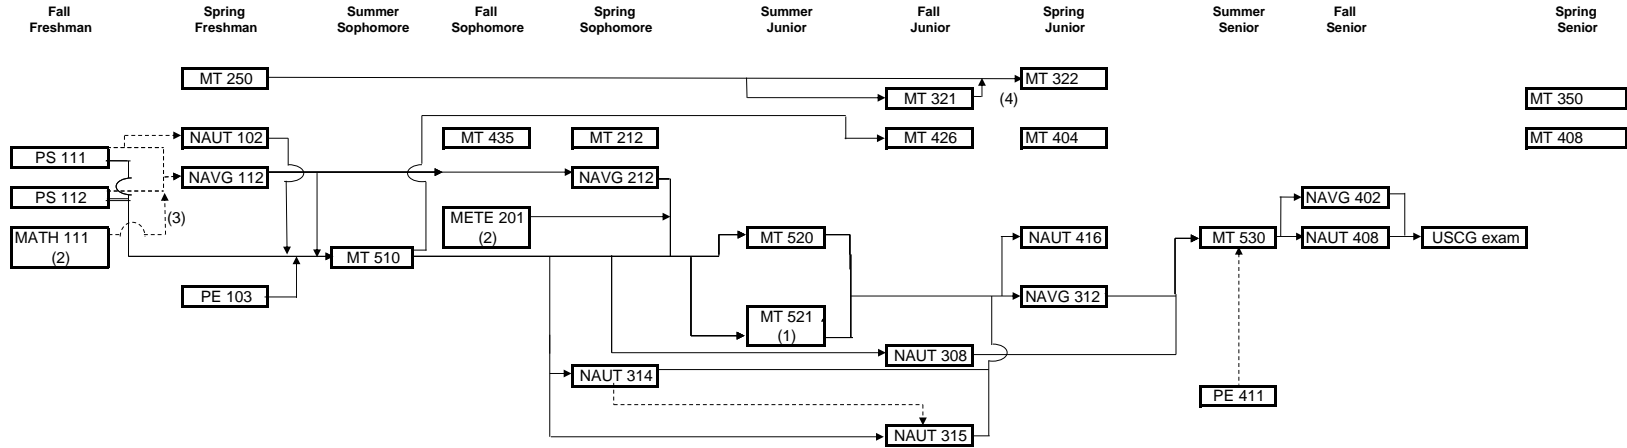 Fall Spring Summer Fall Spring Summer Fall Spring Summer Fall Spring
Freshman Freshman Sophomore Sophomore Sophomore Junior Junior Junior Senior Senior Senior
MT 250 MT 322
MT 321 (4) MT 350
NAUT 102 MT 435 MT 212 MT 426 MT 404 MT 408
PS 111
NAVG 112 NAVG 212
PS 112 NAVG 402
(3) METE 201
MATH 111 (2) MT 520 NAUT 416 MT 530 NAUT 408 USCG exam
(2) MT 510
PE 103 NAVG 312
MT 521
(1)
NAUT 308
NAUT 314
PE 411
NAUT 315